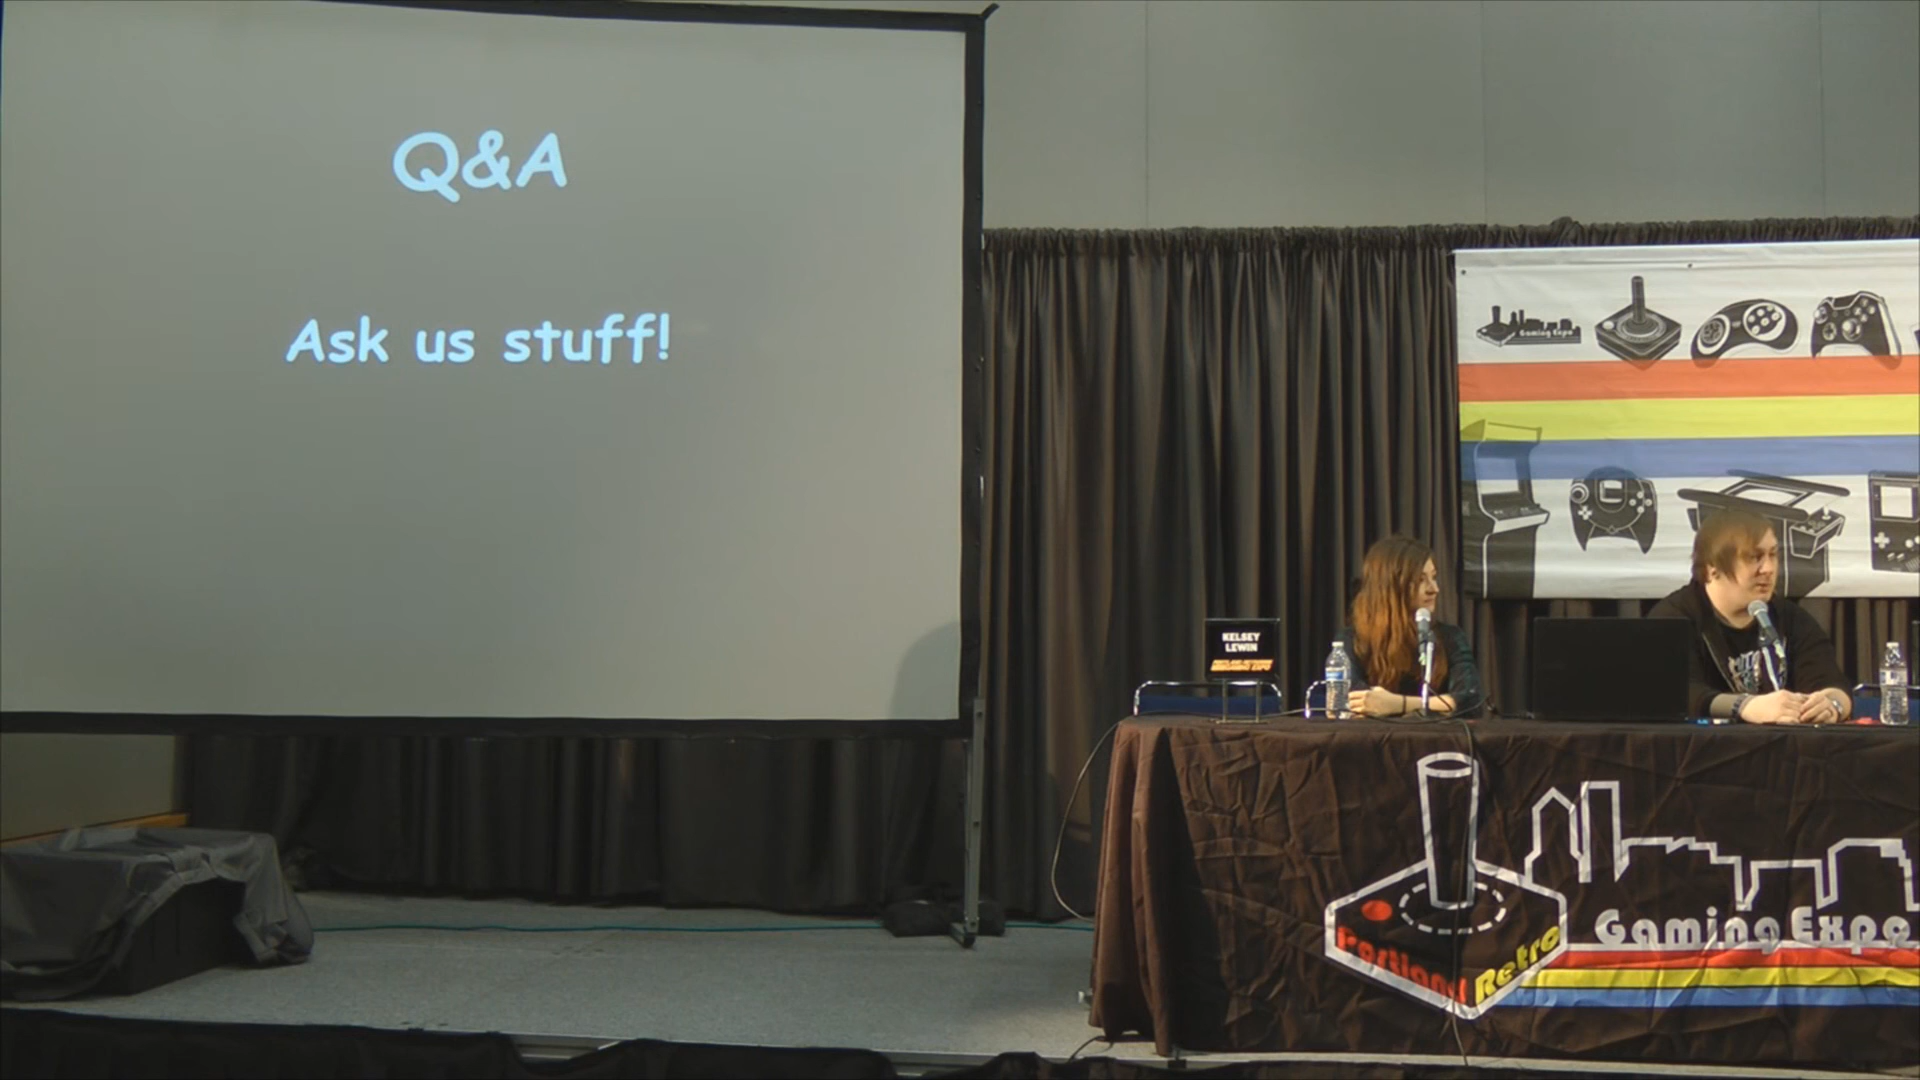 Q&A
Ask us stuff!
Gaming Expo
KELSEY
LEWIN
Portland Retro
Gaming Expo